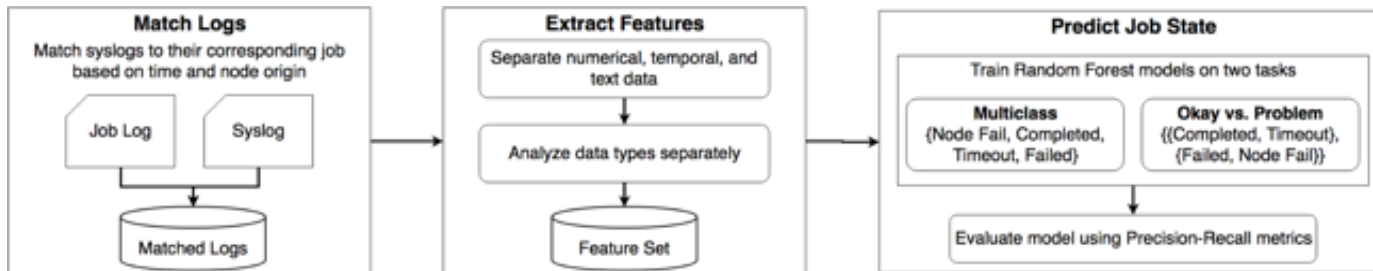 Match Logs
Match syslogs to their corresponding job
based on time and node origin
Job Log
Syslog
Matched Logs
Extract Features
Separate numerical, temporal, and
text data
Analyze data types separately
Feature Set
Predict Job State
Train Random Forest models on two tasks
Multiclass
{Node Fail, Completed,
Timeout, Failed}
Okay vs. Problem
{{Completed, Timeout},
{Failed, Node Fail}}
Evaluate model using Precision-Recall metrics